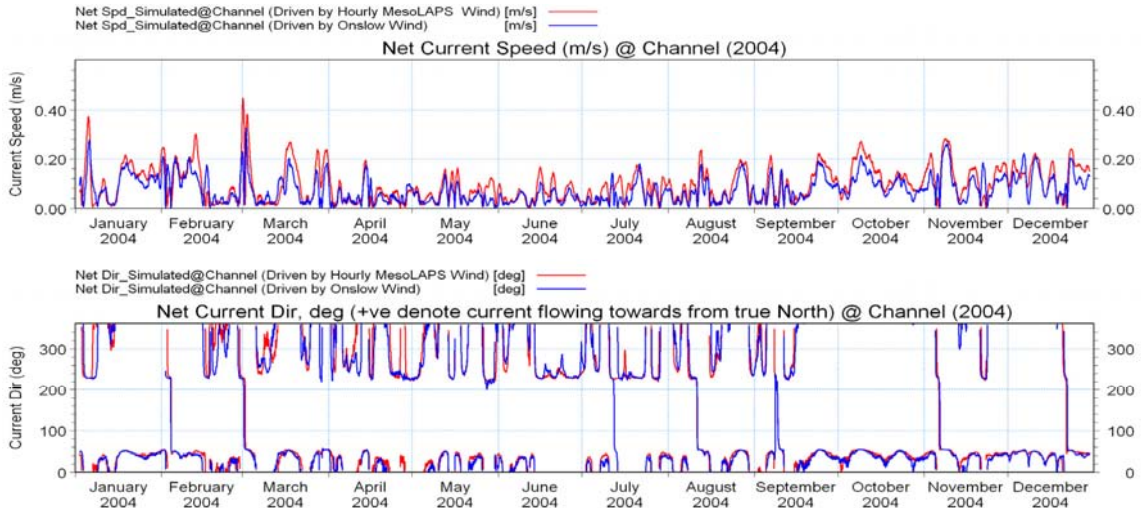 Net Spd_Simulated@Channel (Driven by Hourly MesoLAPS Wind) [m/s]
Net Spd_Simulated@Channel (Driven by Onslow Wind) [m/s]
Net Current Speed (m/s) @ Channel (2004)
Current Speed (m/s)
0.40 0.40
0.20 0.20
0.00 0.00
January February March April May June July August September October November December
2004 2004 2004 2004 2004 2004 2004 2004 2004 2004 2004 2004
Net Dir_Simulated@Channel (Driven by Hourly MesoLAPS Wind) [deg]
Net Dir_Simulated@Channel (Driven by Onslow Wind) [deg]
Net Current Dir, deg (+ve denote current flowing towards from true North) @ Channel (2004)
Current Dir (deg)
300 300
200 200
100 100
0 0
January February March April May June July August September October November December
2004 2004 2004 2004 2004 2004 2004 2004 2004 2004 2004 2004